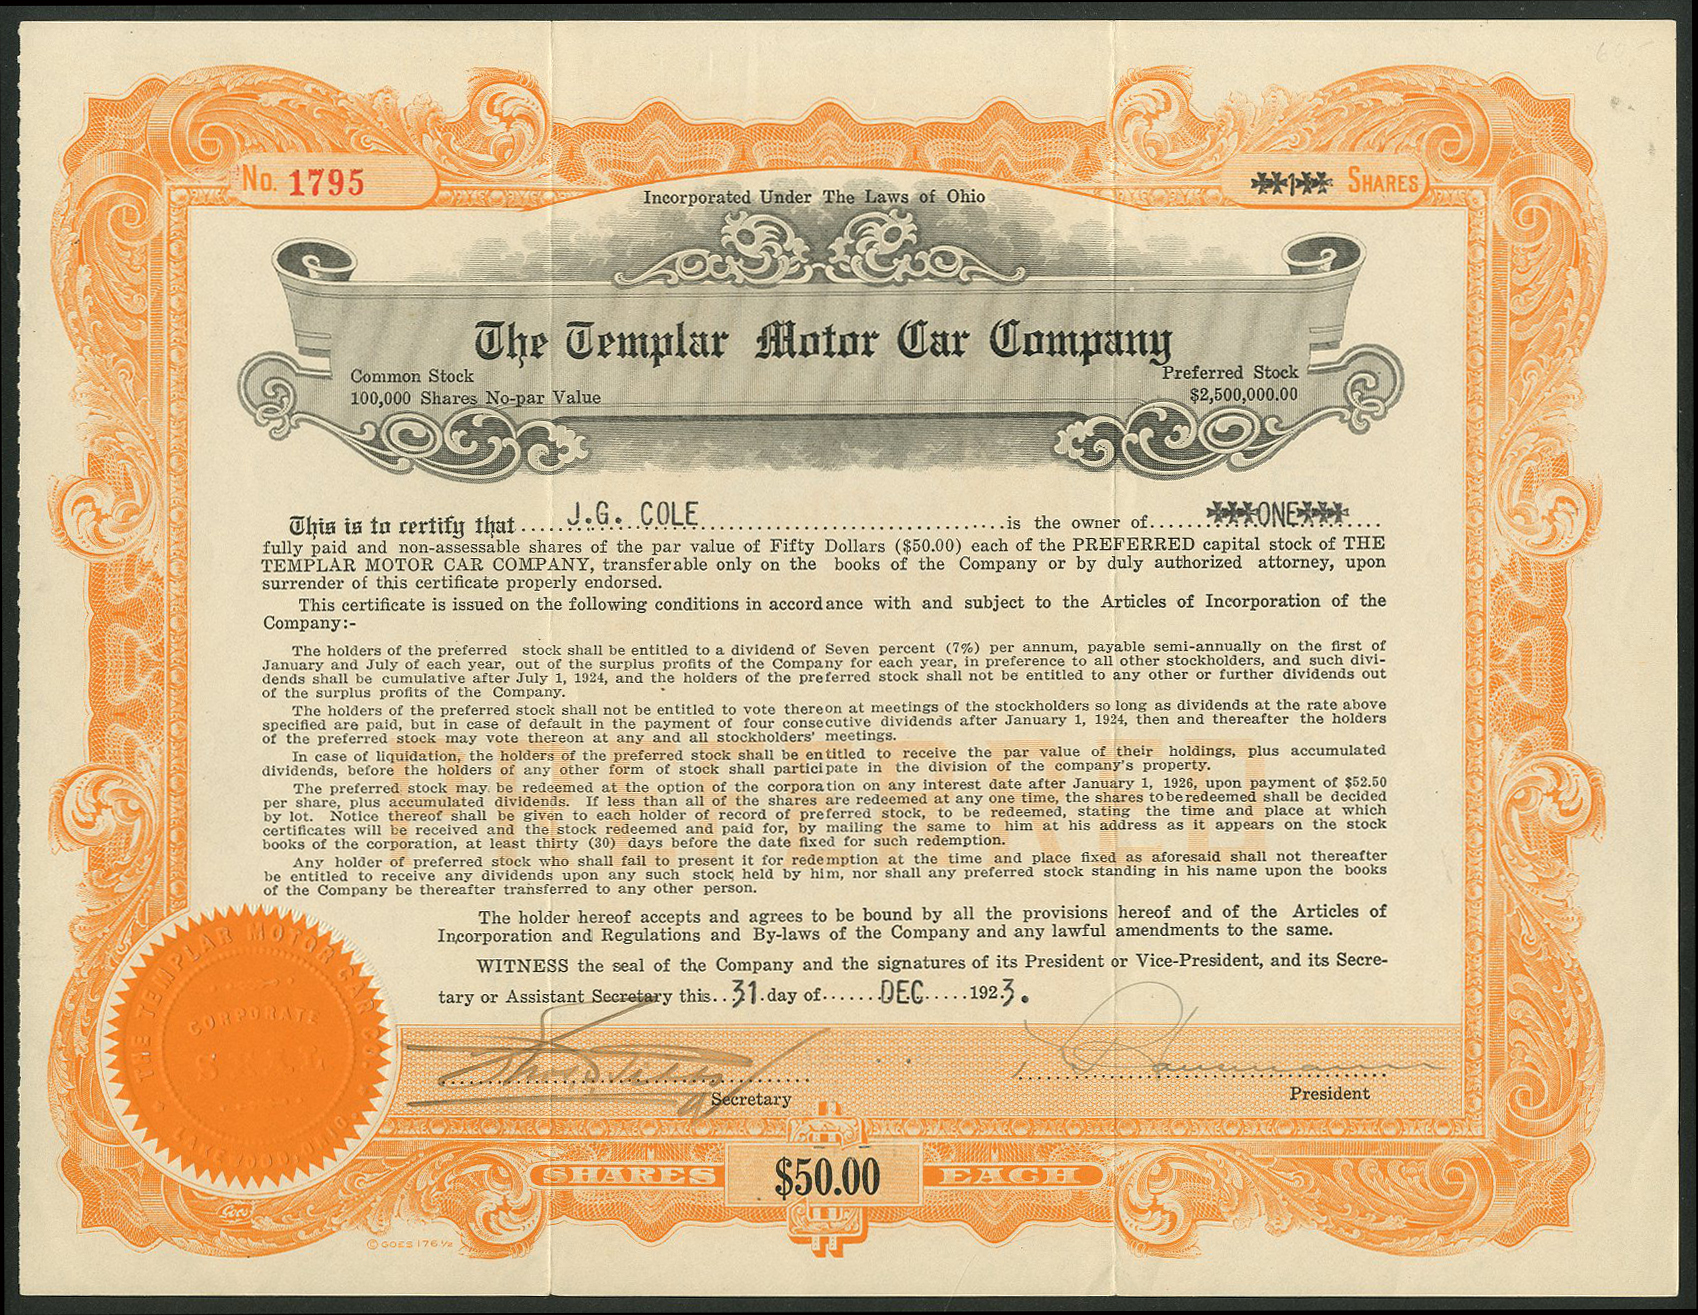 No. 1795
**1** SHARES
Incorporated Under The Laws of Ohio
The Templar Motor Car Company
Common Stock
100,000 Shares No-par Value
Preferred Stock
$2,500,000.00
This is to certify that.....J.G. COLE...............................is the owner of......***ONE***....
fully paid and non-assessable shares of the par value of Fifty Dollars ($50.00) each of the PREFERRED capital stock of THE
TEMPLAR MOTOR CAR COMPANY, transferable only on the books of the Company or by duly authorized attorney, upon
surrender of this certificate properly endorsed.
This certificate is issued on the following conditions in accordance with and subject to the Articles of Incorporation of the
Company:-
The holders of the preferred stock shall be entitled to a dividend of Seven percent (7%) per annum, payable semi-annually on the first of
January and July of each year, out of the surplus profits of the Company for each year, in preference to all other stockholders, and such divi-
dends shall be cumulative after July 1, 1924, and the holders of the preferred stock shall not be entitled to any other or further dividends out
of the surplus profits of the Company.
The holders of the preferred stock shall not be entitled to vote thereon at meetings of the stockholders so long as dividends at the rate above
specified are paid, but in case of default in the payment of four consecutive dividends after January 1, 1924, then and thereafter the holders
of the preferred stock may vote thereon at any and all stockholders' meetings.
In case of liquidation, the holders of the preferred stock shall be entitled to receive the par value of their holdings, plus accumulated
dividends, before the holders of any other form of stock shall participate in the division of the company's property.
The preferred stock may be redeemed at the option of the corporation on any interest date after January 1, 1926, upon payment of $52.50
per share, plus accumulated dividends. If less than all of the shares are redeemed at any one time, the shares to be redeemed shall be decided
by lot. Notice thereof shall be given to each holder of record of preferred stock, to be redeemed, stating the time and place at which
certificates will be received and the stock redeemed and paid for, by mailing the same to him at his address as it appears on the stock
books of the corporation, at least thirty (30) days before the date fixed for such redemption.
Any holder of preferred stock who shall fail to present it for redemption at the time and place fixed as aforesaid shall not thereafter
be entitled to receive any dividends upon any such stock held by him, nor shall any preferred stock standing in his name upon the books
of the Company be thereafter transferred to any other person.
The holder hereof accepts and agrees to be bound by all the provisions hereof and of the Articles of
Incorporation and Regulations and By-laws of the Company and any lawful amendments to the same.
WITNESS the seal of the Company and the signatures of its President or Vice-President, and its Secre-
tary or Assistant Secretary this..31.day of.......DEC.....1923.
THE TEMPLAR MOTOR CAR CO.
CORPORATE
SEAL
LAKEWOOD, OHIO.
Secretary
President
SHARES $50.00 EACH
Goes
© GOES 176 1/2